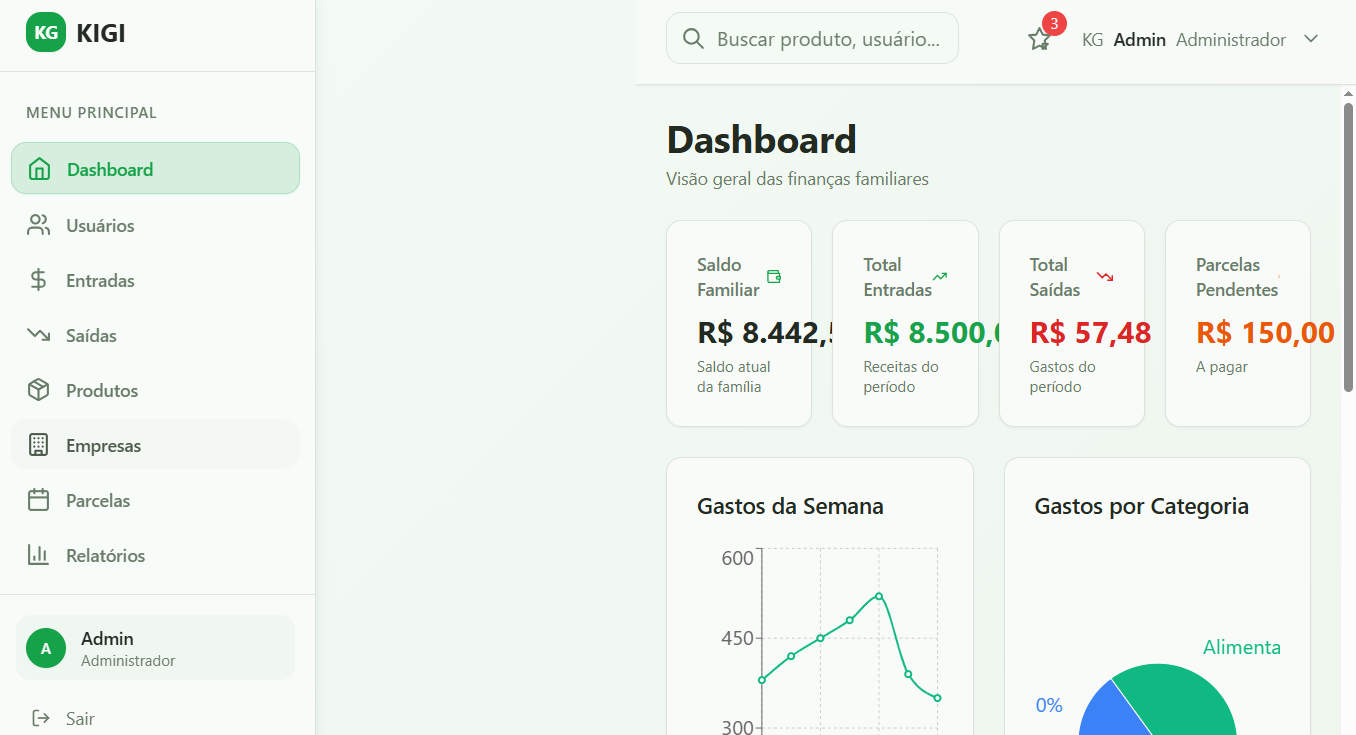 KG KIGI
MENU PRINCIPAL
Dashboard
Usuários
Entradas
Saídas
Produtos
Empresas
Parcelas
Relatórios
A
Admin
Administrador
Sair
Buscar produto, usuário...
3
KG Admin Administrador
Dashboard
Visão geral das finanças familiares
Saldo
Familiar
R$ 8.442,5
Saldo atual
da família
Total
Entradas
R$ 8.500,0
Receitas do
período
Total
Saídas
R$ 57,48
Gastos do
período
Parcelas
Pendentes
R$ 150,00
A pagar
Gastos da Semana
600
450
300
Gastos por Categoria
Alimenta
0%